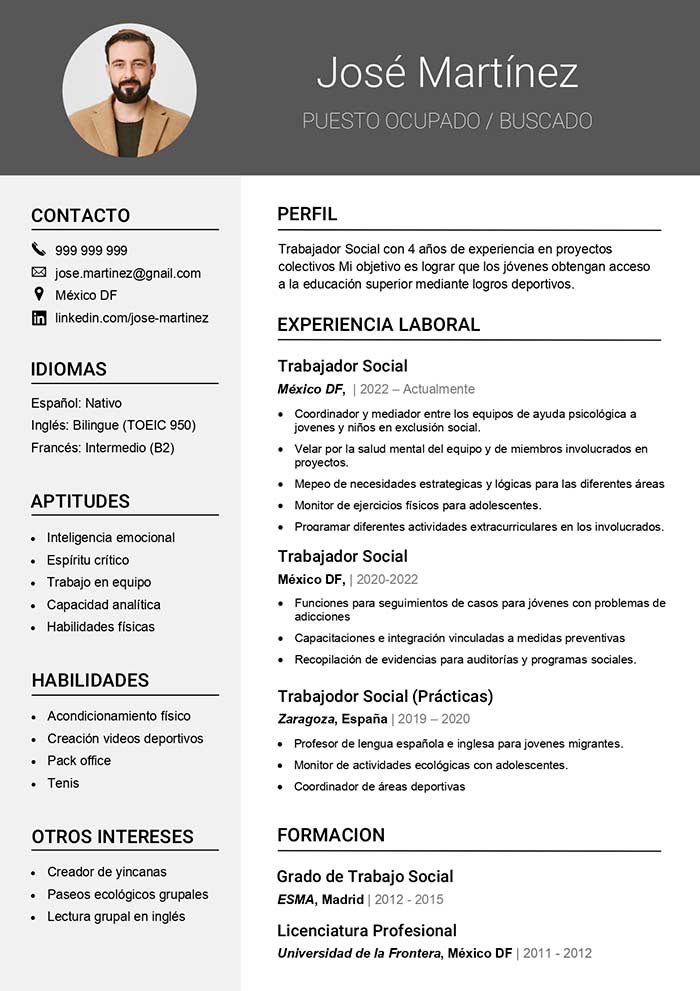 José Martínez
PUESTO OCUPADO / BUSCADO
CONTACTO
999 999 999
jose.martinez@gnail.com
México DF
linkedin.com/jose-martinez
IDIOMAS
Español: Nativo
Inglés: Bilingue (TOEIC 950)
Francés: Intermedio (B2)
APTITUDES
• Inteligencia emocional
• Espíritu crítico
• Trabajo en equipo
• Capacidad analítica
• Habilidades físicas
HABILIDADES
• Acondicionamiento físico
• Creación videos deportivos
• Pack office
• Tenis
OTROS INTERESES
• Creador de yincanas
• Paseos ecológicos grupales
• Lectura grupal en inglés
PERFIL
Trabajador Social con 4 años de experiencia en proyectos
colectivos Mi objetivo es lograr que los jóvenes obtengan acceso
a la educación superior mediante logros deportivos.
EXPERIENCIA LABORAL
Trabajador Social
México DF, | 2022 – Actualmente
• Coordinador y mediador entre los equipos de ayuda psicológica a
jovenes y niños en exclusión social.
• Velar por la salud mental del equipo y de miembros involucrados en
proyectos.
• Mepeo de necesidades estrategicas y lógicas para las diferentes áreas
• Monitor de ejercicios físicos para adolescentes.
• Programar diferentes actividades extracurriculares en los involucrados.
Trabajador Social
México DF, | 2020-2022
• Funciones para seguimientos de casos para jóvenes con problemas de
adicciones
• Capacitaciones e integración vinculadas a medidas preventivas
• Recopilación de evidencias para auditorías y programas sociales.
Trabajodor Social (Prácticas)
Zaragoza, España | 2019 – 2020
• Profesor de lengua española e inglesa para jovenes migrantes.
• Monitor de actividades ecológicas con adolescentes.
• Coordinador de áreas deportivas
FORMACION
Grado de Trabajo Social
ESMA, Madrid | 2012 - 2015
Licenciatura Profesional
Universidad de la Frontera, México DF | 2011 - 2012